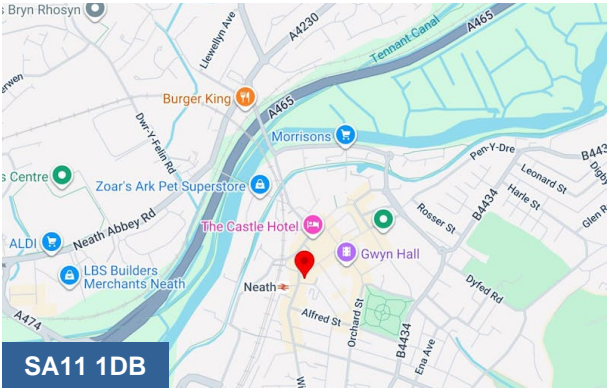 s Bryn Rhosyn
Llewellyn Ave
A4230
A465
Tennant Canal
erwen
Burger King
A465
Dwr-Y-Felin Rd
Morrisons
Pen-Y-Dre
B443
Digby
s Centre
Zoar's Ark Pet Superstore
Leonard St
Harle St
Glen R
Neath Abbey Rd
The Castle Hotel
Rosser St
B4434
ALDI
Gwyn Hall
LBS Builders
Merchants Neath
Neath
Dyfed Rd
A474
Alfred St
Orchard St
B4434
Ena Ave
SA11 1DB